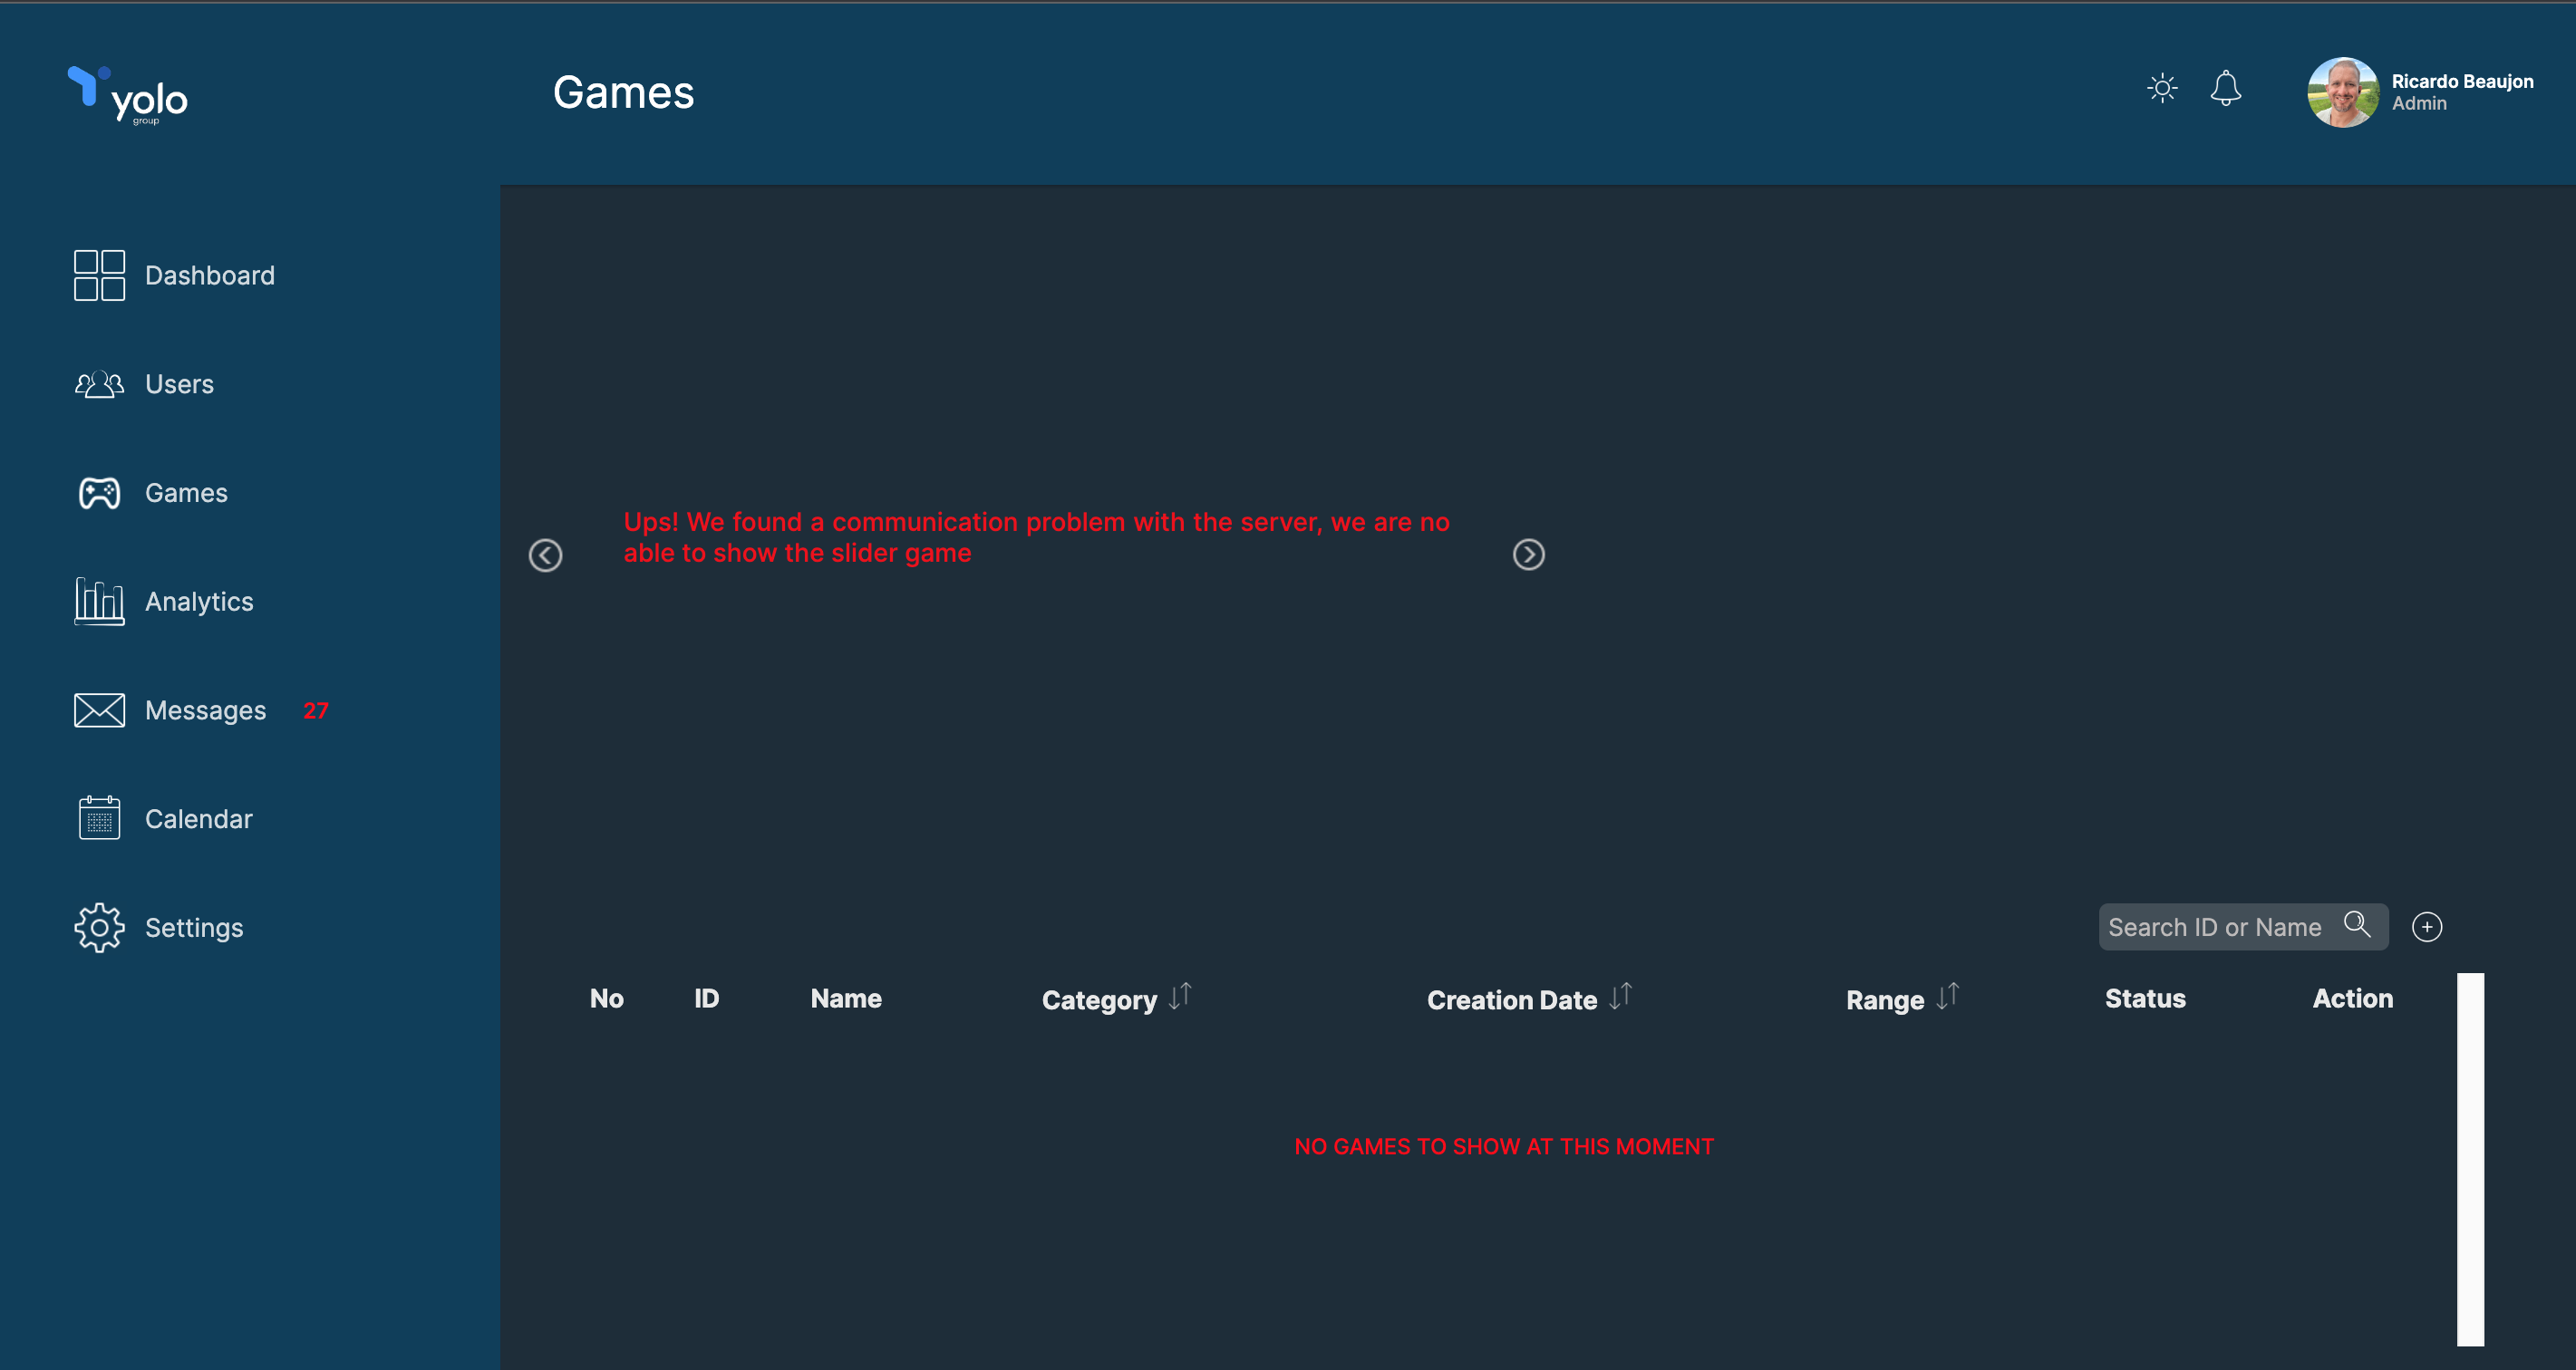 yolo
group
Games
Ricardo Beaujon
Admin
Dashboard
Users
Games
Analytics
Messages 27
Calendar
Settings
Ups! We found a communication problem with the server, we are no
able to show the slider game
Search ID or Name
No ID Name Category Creation Date Range Status Action
NO GAMES TO SHOW AT THIS MOMENT